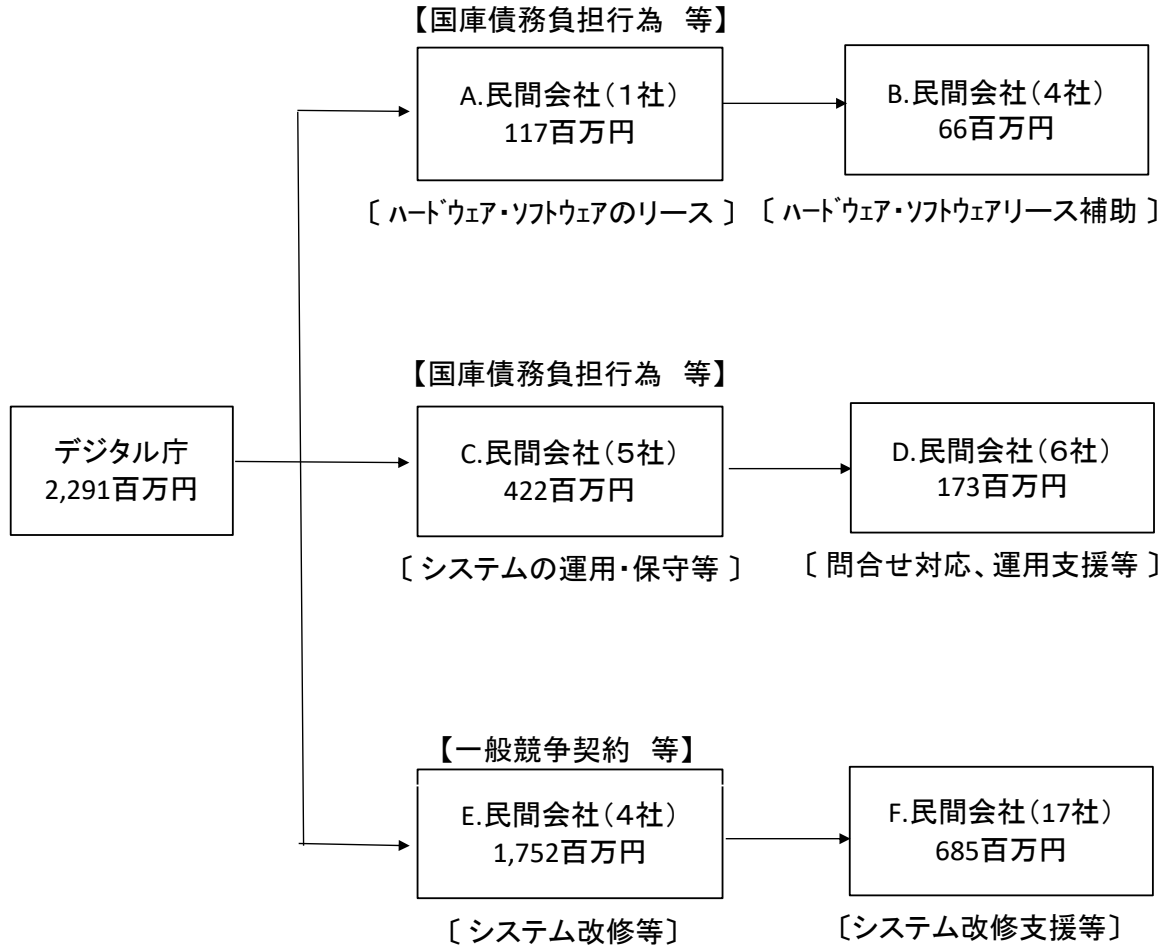 【国庫債務負担行為　等】
A.民間会社（１社）
117百万円
〔 ﾊｰﾄﾞｳｪｱ・ｿﾌﾄｳｪｱのリース 〕
B.民間会社（４社）
66百万円
〔 ﾊｰﾄﾞｳｪｱ・ｿﾌﾄｳｪｱリース補助 〕
デジタル庁
2,291百万円
【国庫債務負担行為　等】
C.民間会社（５社）
422百万円
〔 システムの運用・保守等 〕
D.民間会社（６社）
173百万円
〔 問合せ対応、運用支援等 〕
【一般競争契約　等】
E.民間会社（４社）
1,752百万円
〔 システム改修等〕
F.民間会社（17社）
685百万円
〔システム改修支援等〕